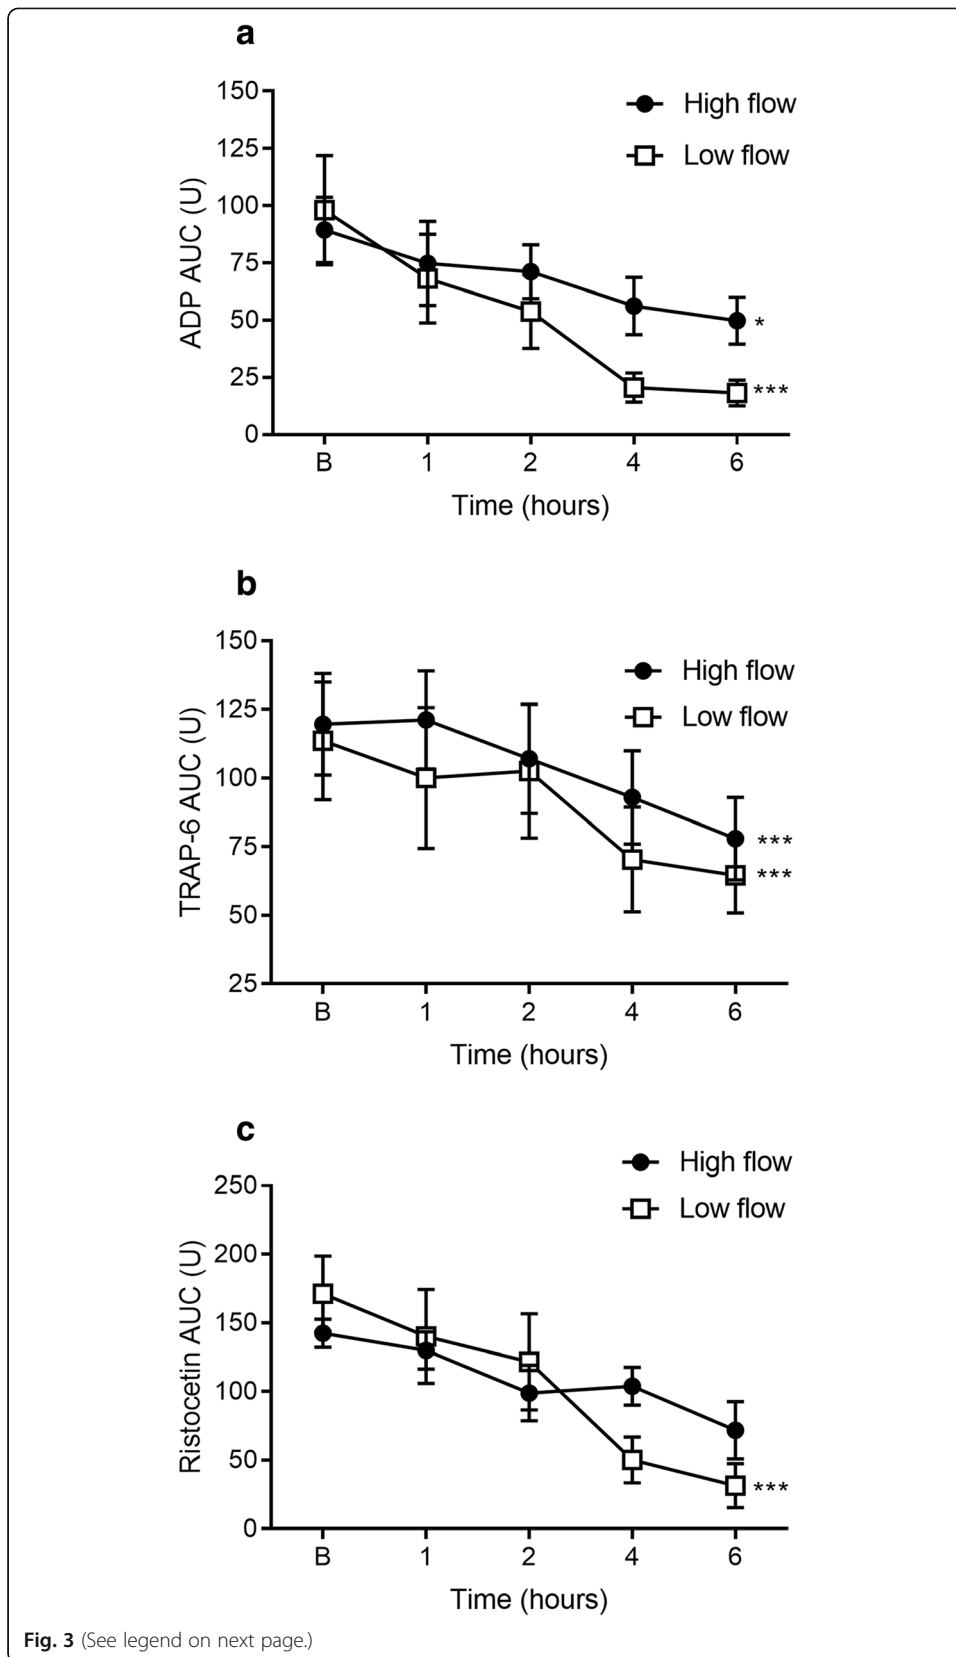 a
150
125
100
75
50
25
0
ADP AUC (U)
High flow
Low flow
*
***
B 1 2 4 6
Time (hours)
b
150
125
100
75
50
25
TRAP-6 AUC (U)
High flow
Low flow
***
***
B 1 2 4 6
Time (hours)
c
250
200
150
100
50
0
Ristocetin AUC (U)
High flow
Low flow
***
B 1 2 4 6
Time (hours)
Fig. 3 (See legend on next page.)